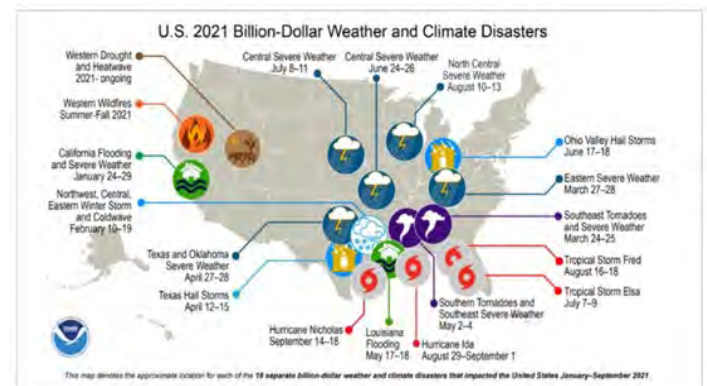 U.S. 2021 Billion-Dollar Weather and Climate Disasters
Western Drought
and Heatwave
2021- ongoing
Central Severe Weather
July 8–11
Central Severe Weather
June 24–26
North Central
Severe Weather
August 10–13
Western Wildfires
Summer-Fall 2021
Ohio Valley Hail Storms
June 17–18
California Flooding
and Severe Weather
January 24–29
Eastern Severe Weather
March 27–28
Northwest, Central,
Eastern Winter Storm
and Coldwave
February 10–19
Southeast Tornadoes
and Severe Weather
March 24–25
Texas and Oklahoma
Severe Weather
April 27–28
Tropical Storm Fred
August 16–18
Texas Hail Storms
April 12–15
Tropical Storm Elsa
July 7–9
Southern Tornadoes and
Southeast Severe Weather
May 2–4
Hurricane Nicholas
September 14–18
Louisiana
Flooding
May 17–18
Hurricane Ida
August 29–September 1
NOAA
This map denotes the approximate location for each of the 18 separate billion-dollar weather and climate disasters that impacted the United States January–September 2021